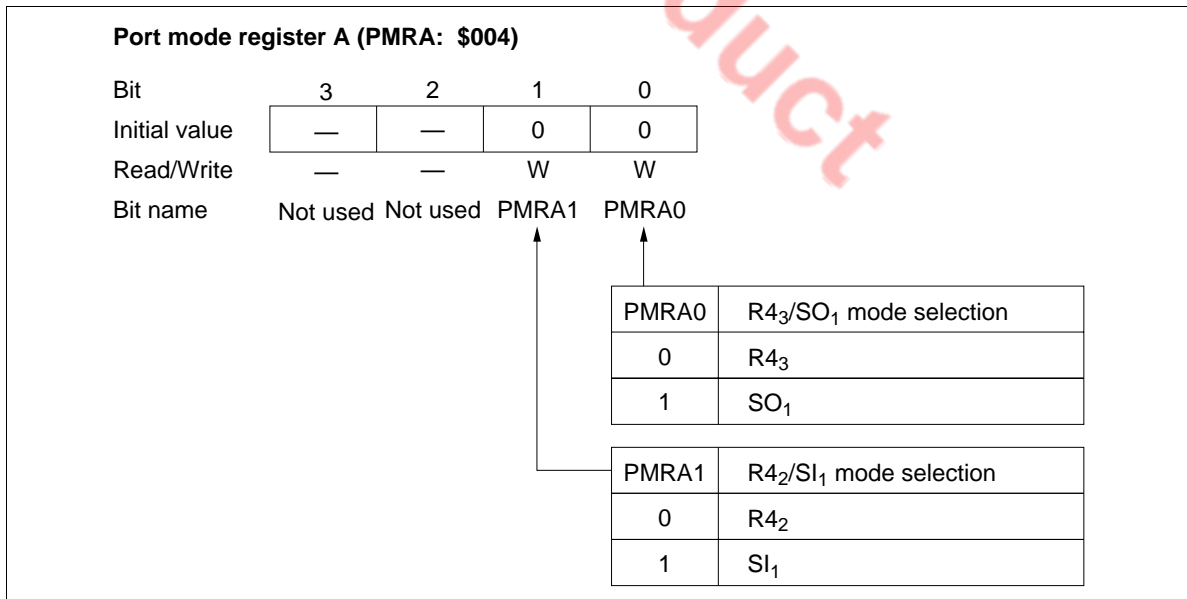 duct
Port mode register A (PMRA: $004)
Bit 3 2 1 0
Initial value — — 0 0
Read/Write — — W W
Bit name Not used Not used PMRA1 PMRA0
PMRA0 R4₃/SO₁ mode selection
0 R4₃
1 SO₁
PMRA1 R4₂/SI₁ mode selection
0 R4₂
1 SI₁